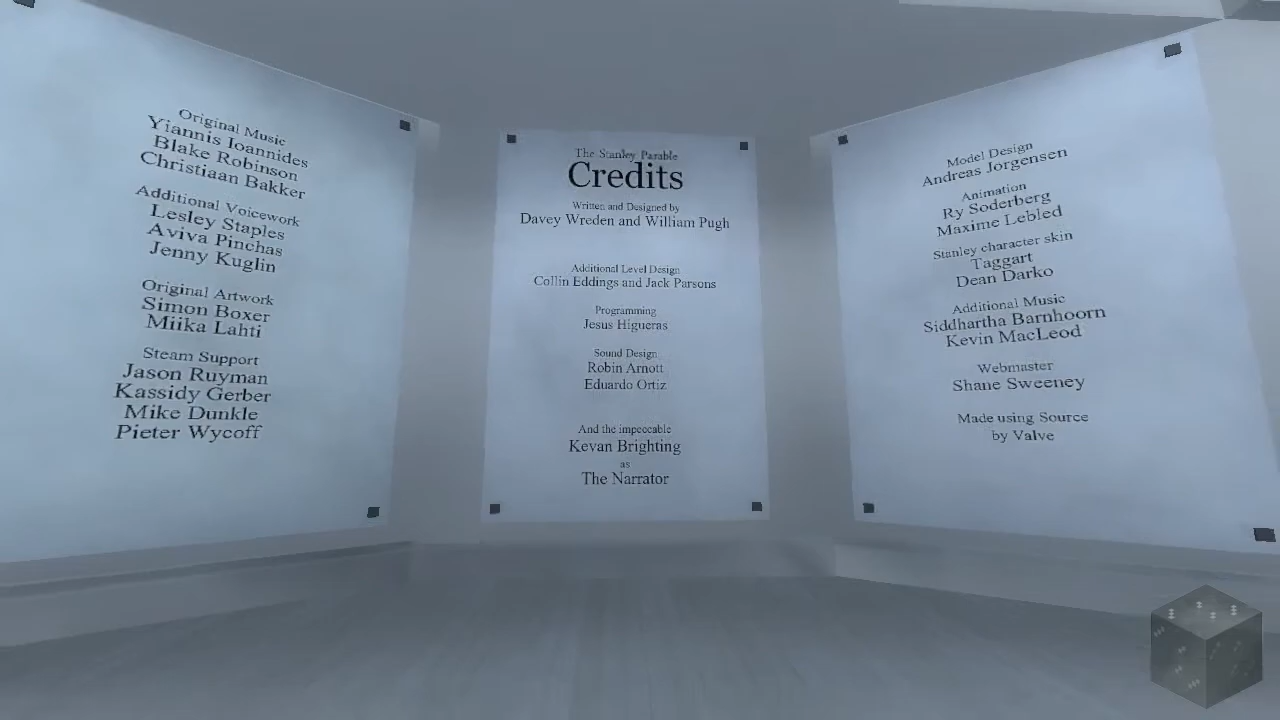 Original Music
Yiannis Ioannides
Blake Robinson
Christiaan Bakker
Additional Voicework
Lesley Staples
Aviva Pinchas
Jenny Kuglin
Original Artwork
Simon Boxer
Miika Lahti
Steam Support
Jason Ruyman
Kassidy Gerber
Mike Dunkle
Pieter Wycoff
The Stanley Parable
Credits
Written and Designed by
Davey Wreden and William Pugh
Additional Level Design
Collin Eddings and Jack Parsons
Programming
Jesus Higueras
Sound Design
Robin Arnott
Eduardo Ortiz
And the impeccable
Kevan Brighting
as
The Narrator
Model Design
Andreas Jörgensen
Animation
Ry Soderberg
Maxime Lebled
Stanley character skin
Taggart
Dean Darko
Additional Music
Siddhartha Barnhoorn
Kevin MacLeod
Webmaster
Shane Sweeney
Made using Source
by Valve